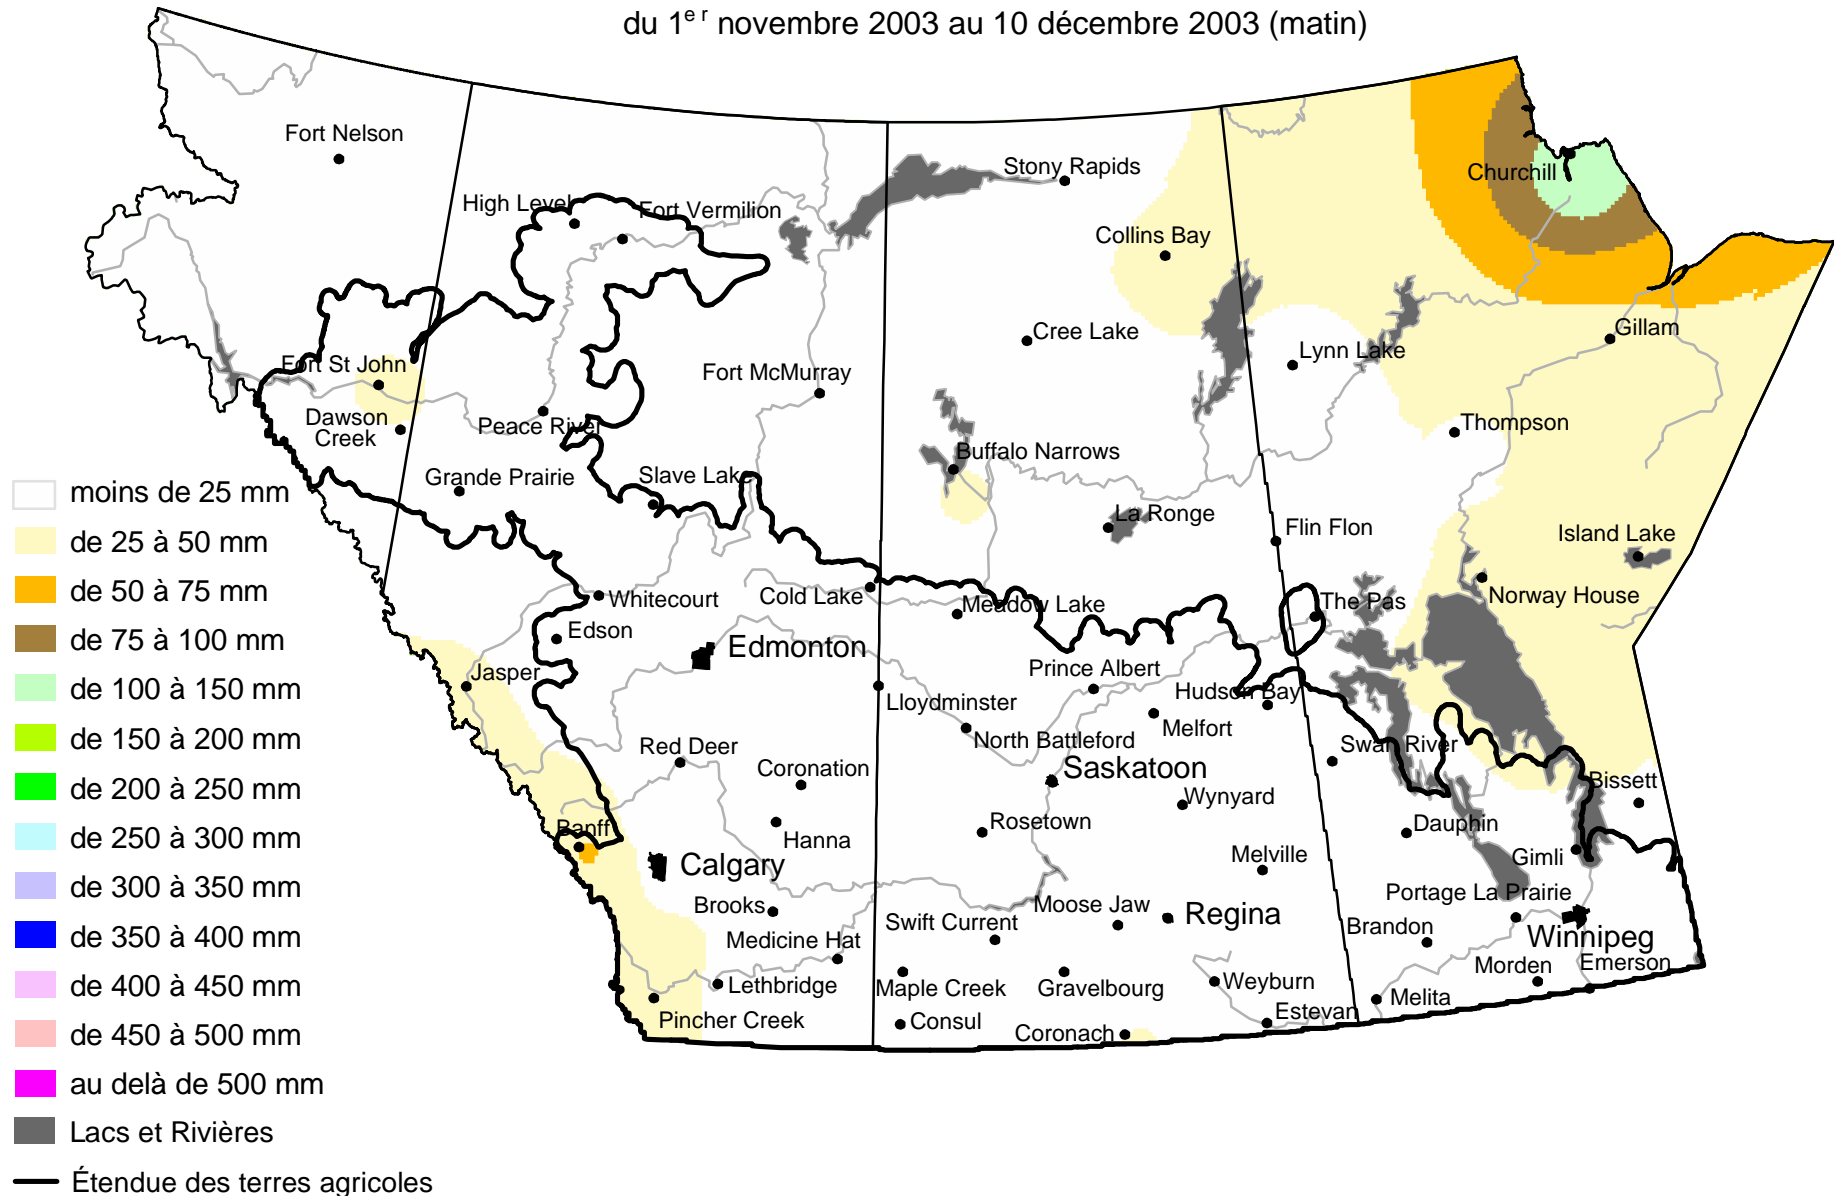 du 1er novembre 2003 au 10 décembre 2003 (matin)
Fort Nelson
High Level
Fort Vermilion
Stony Rapids
Churchill
Collins Bay
Cree Lake
Lynn Lake
Gillam
Fort St John
Fort McMurray
Dawson
Creek
Peace River
Thompson
Buffalo Narrows
Grande Prairie
Slave Lake
La Ronge
Flin Flon
Island Lake
Whitecourt
Cold Lake
Meadow Lake
The Pas
Norway House
Edson
Edmonton
Jasper
Prince Albert
Hudson Bay
Lloydminster
Melfort
North Battleford
Swan River
Red Deer
Coronation
Saskatoon
Bissett
Wynyard
Banff
Hanna
Rosetown
Dauphin
Calgary
Melville
Gimli
Brooks
Swift Current
Moose Jaw
Regina
Portage La Prairie
Brandon
Winnipeg
Medicine Hat
Morden
Emerson
Lethbridge
Maple Creek
Gravelbourg
Weyburn
Melita
Pincher Creek
Consul
Coronach
Estevan
moins de 25 mm
de 25 à 50 mm
de 50 à 75 mm
de 75 à 100 mm
de 100 à 150 mm
de 150 à 200 mm
de 200 à 250 mm
de 250 à 300 mm
de 300 à 350 mm
de 350 à 400 mm
de 400 à 450 mm
de 450 à 500 mm
au delà de 500 mm
Lacs et Rivières
Étendue des terres agricoles